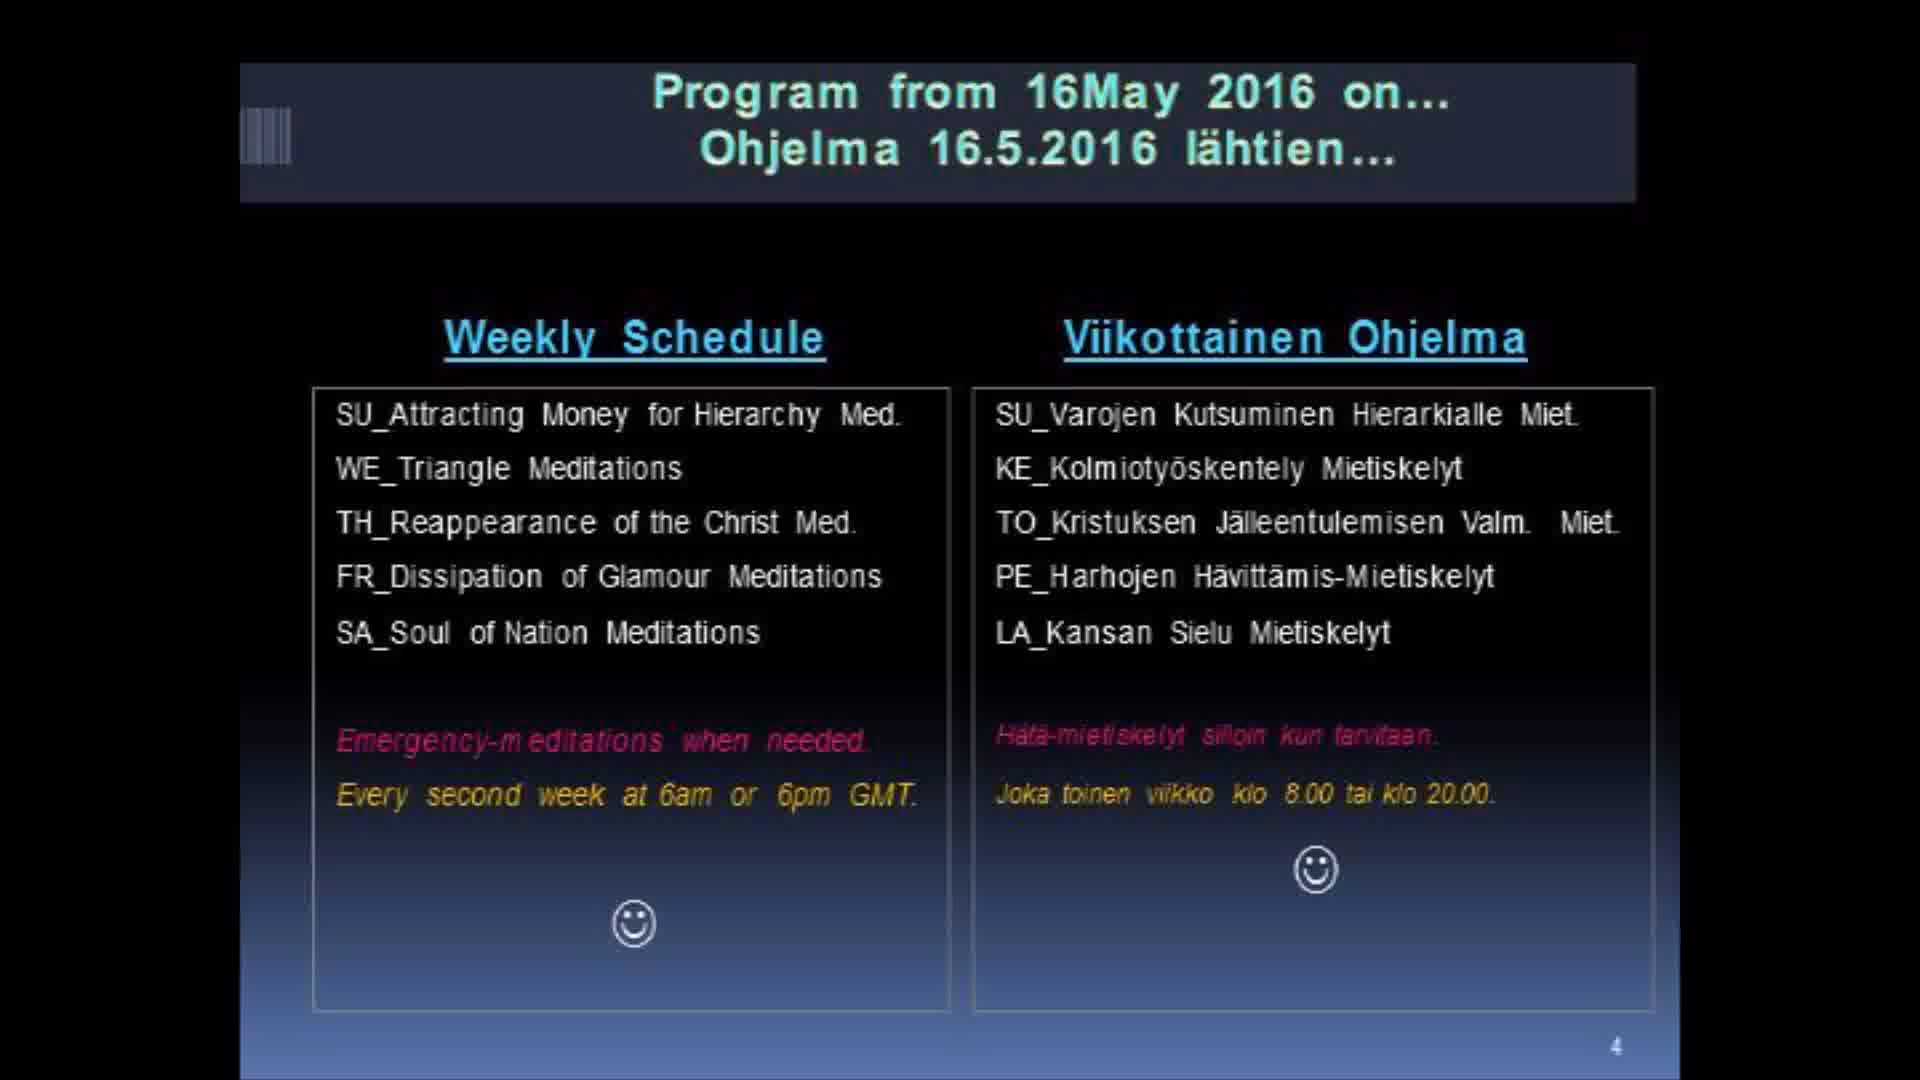 Program from 16May 2016 on...
Ohjelma 16.5.2016 lähtien...
Weekly Schedule
SU_Attracting Money for Hierarchy Med.
WE_Triangle Meditations
TH_Reappearance of the Christ Med.
FR_Dissipation of Glamour Meditations
SA_Soul of Nation Meditations
Emergency-meditations when needed.
Every second week at 6am or 6pm GMT.
Viikottainen Ohjelma
SU_Varojen Kutsuminen Hierarkialle Miet.
KE_Kolmiotyöskentely Mietiskelyt
TO_Kristuksen Jälleentulemisen Valm. Miet.
PE_Harhojen Hävittämis-Mietiskelyt
LA_Kansan Sielu Mietiskelyt
Hätä-mietiskelyt silloin kun tarvitaan.
Joka toinen viikko klo 8.00 tai klo 20.00.
4